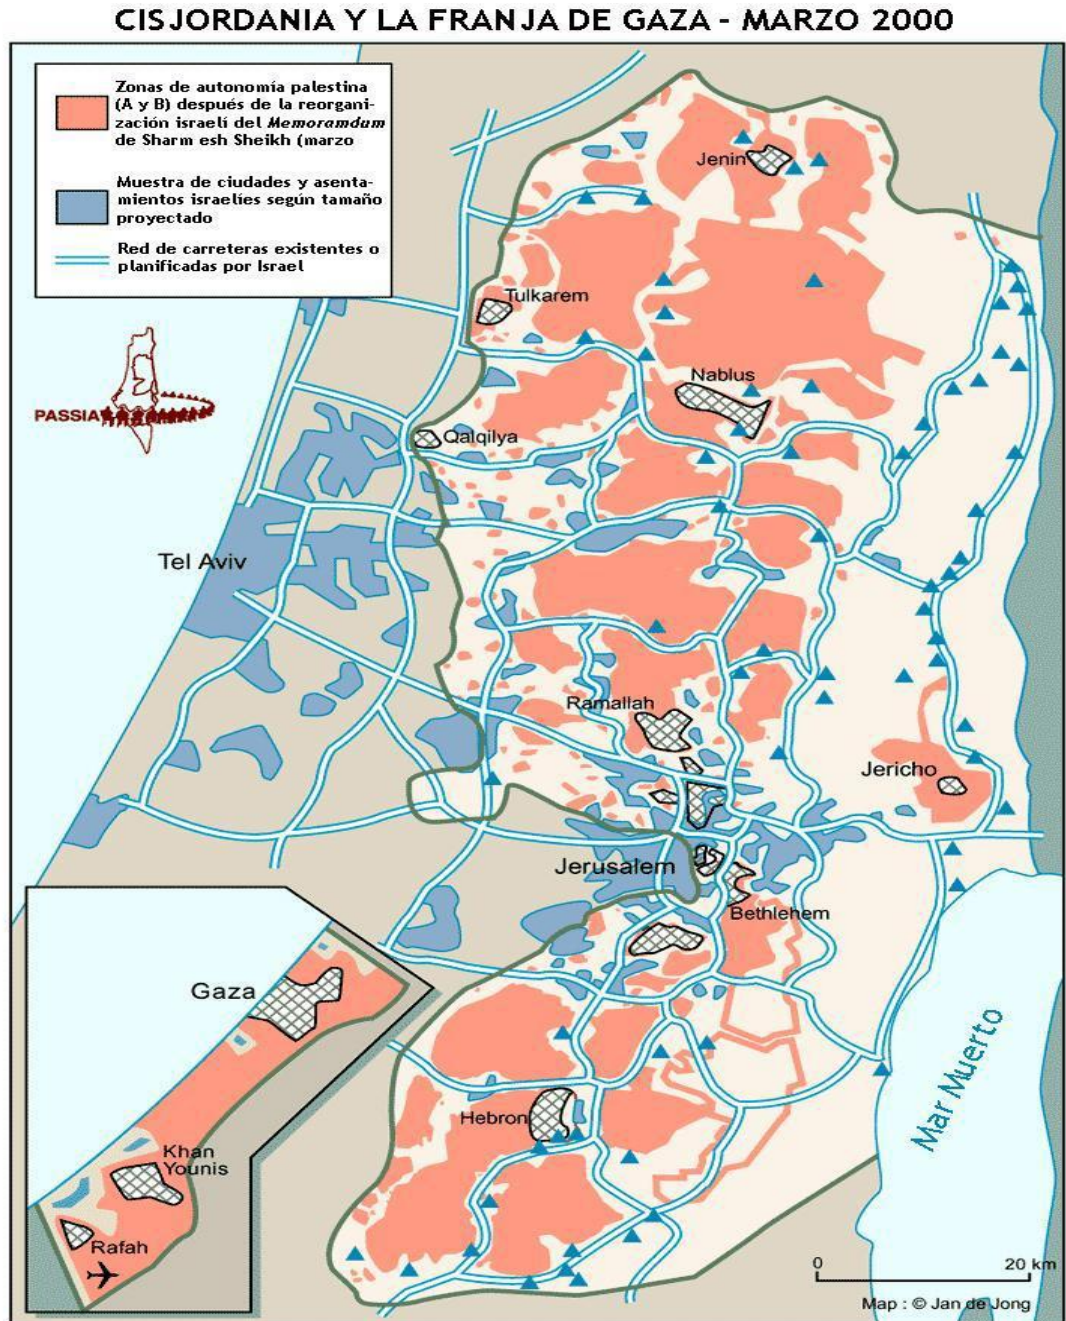 CISJORDANIA Y LA FRANJA DE GAZA - MARZO 2000
Zonas de autonomía palestina
(A y B) después de la reorgani-
zación israelí del Memoramdum
de Sharm esh Sheikh (marzo
Muestra de ciudades y asenta-
mientos israelíes según tamaño
proyectado
Red de carreteras existentes o
planificadas por Israel
PASSIA
Jenin
Tulkarem
Nablus
Qalqilya
Tel Aviv
Ramallah
Jericho
Jerusalem
Bethlehem
Gaza
Mar Muerto
Hebron
Khan
Younis
Rafah
0 20 km
Map : © Jan de Jong